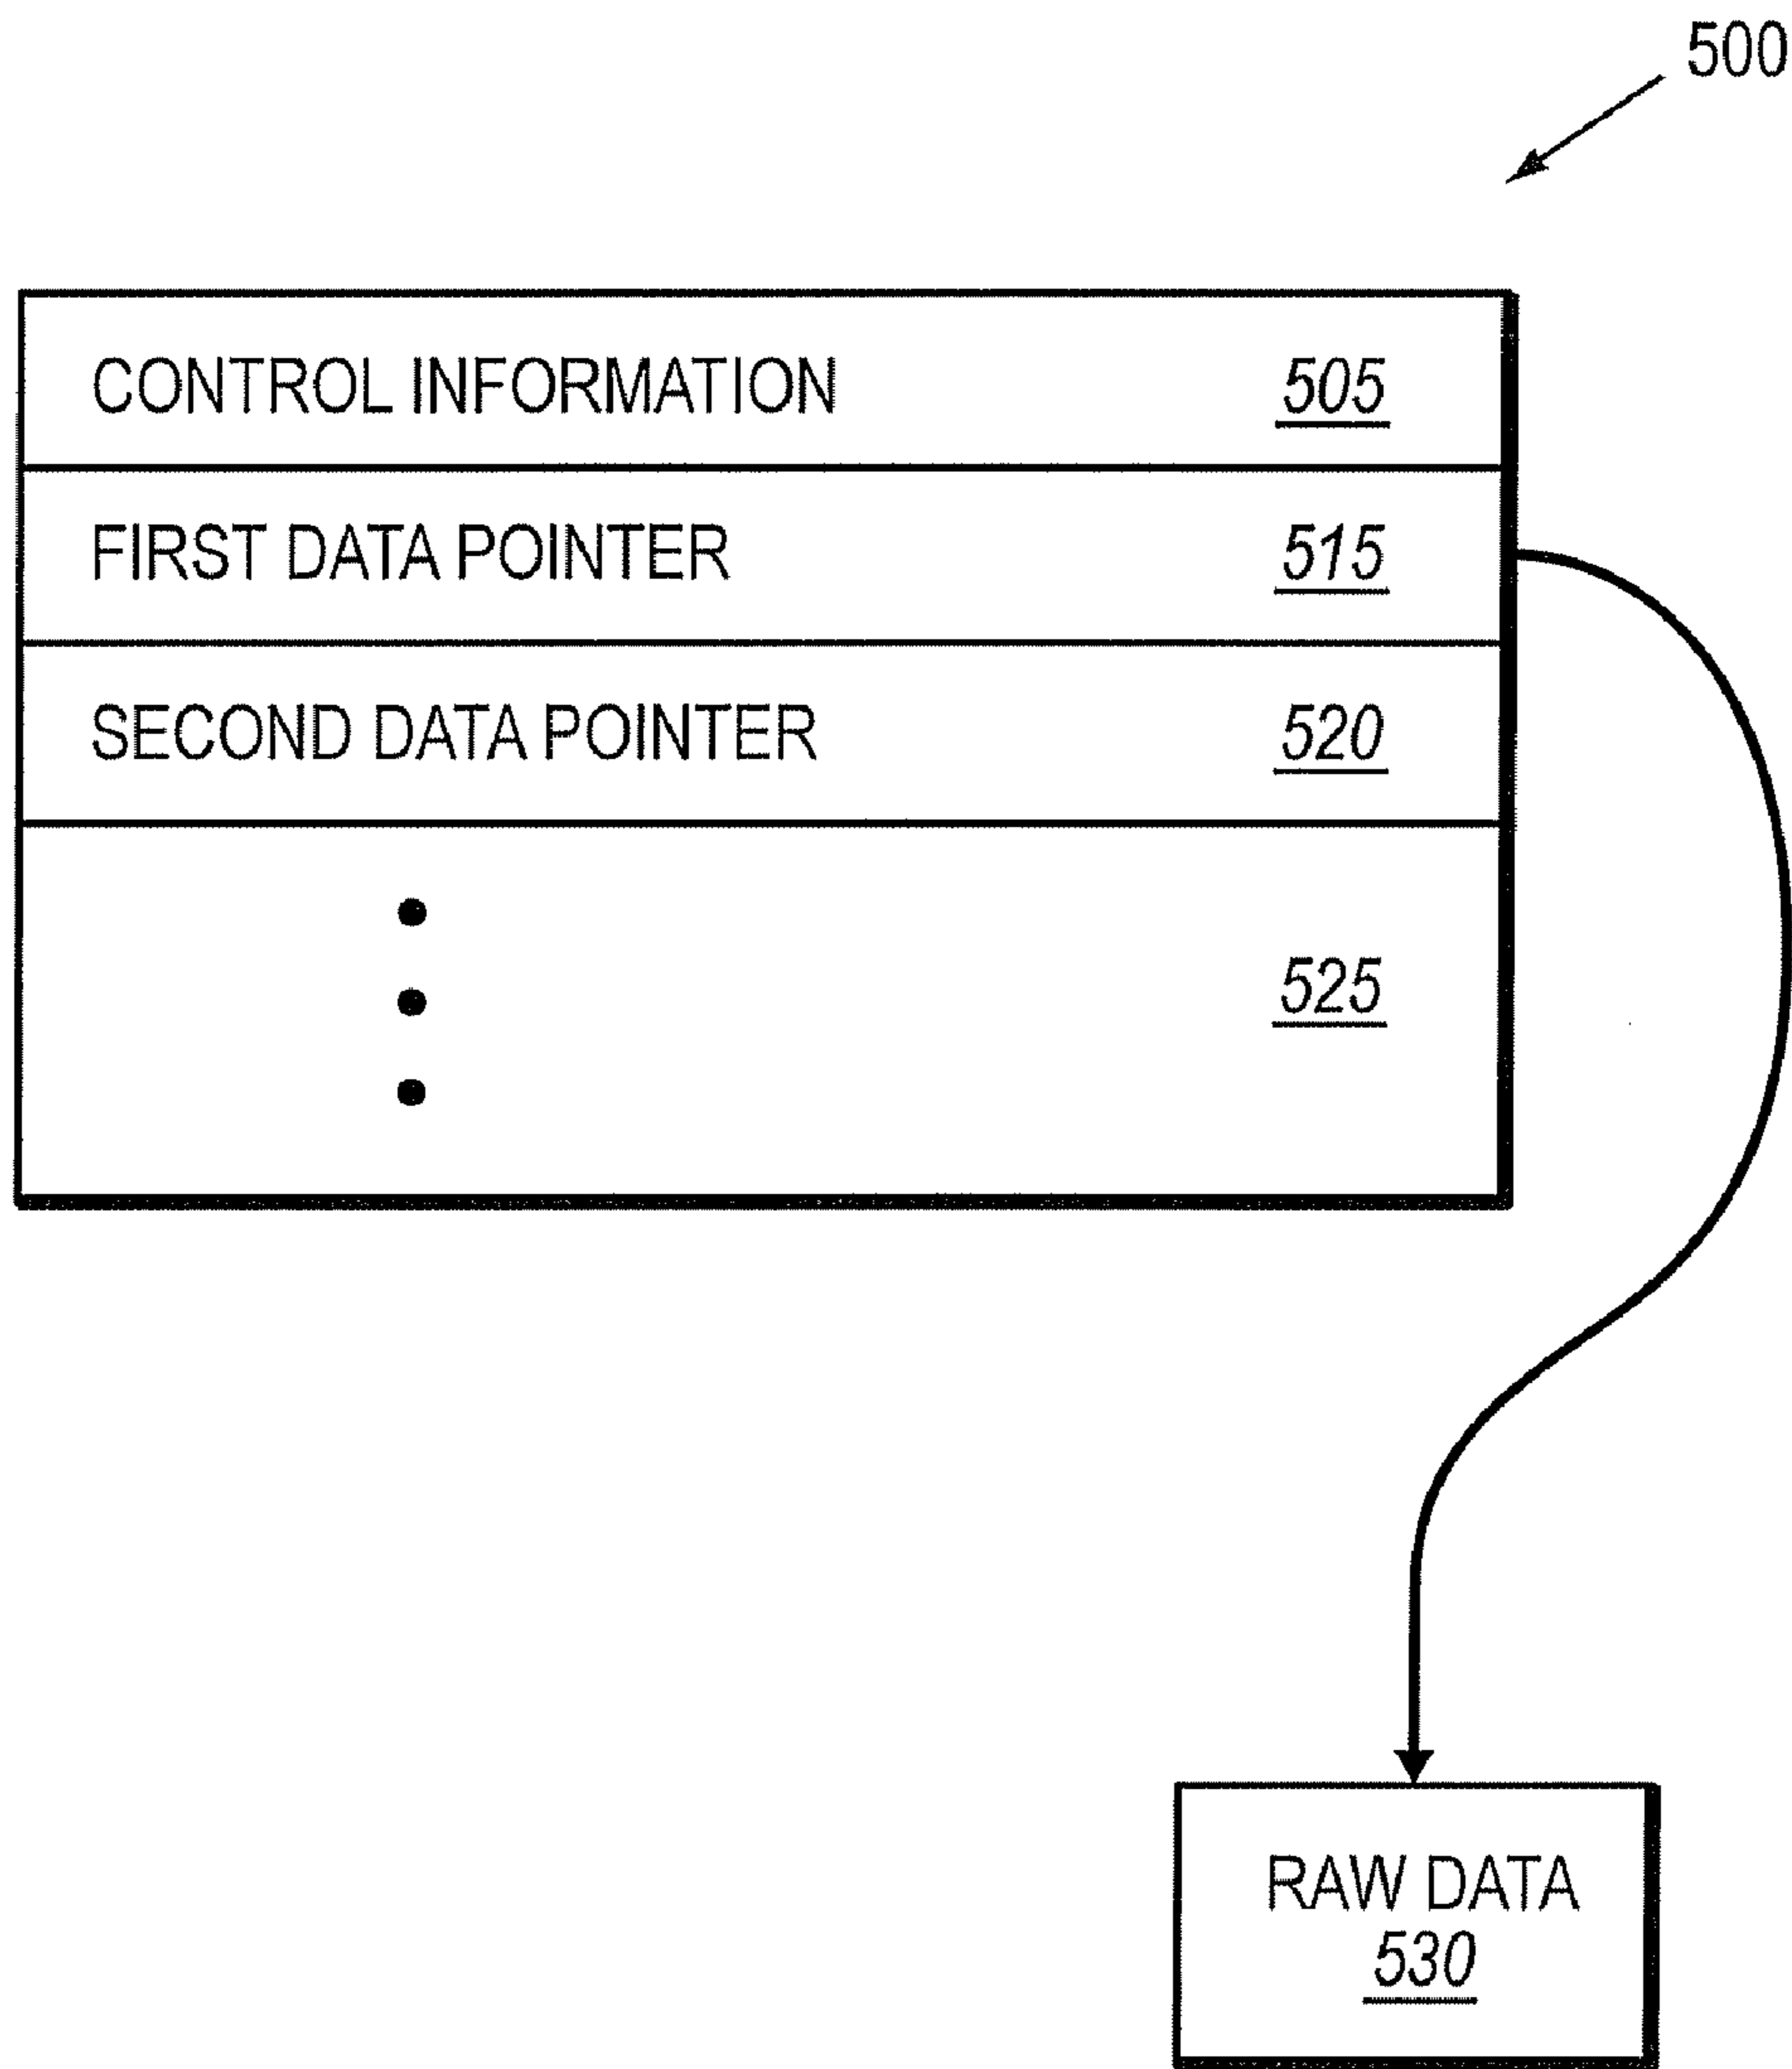 500
CONTROL INFORMATION 505
FIRST DATA POINTER 515
SECOND DATA POINTER 520
525
RAW DATA
530